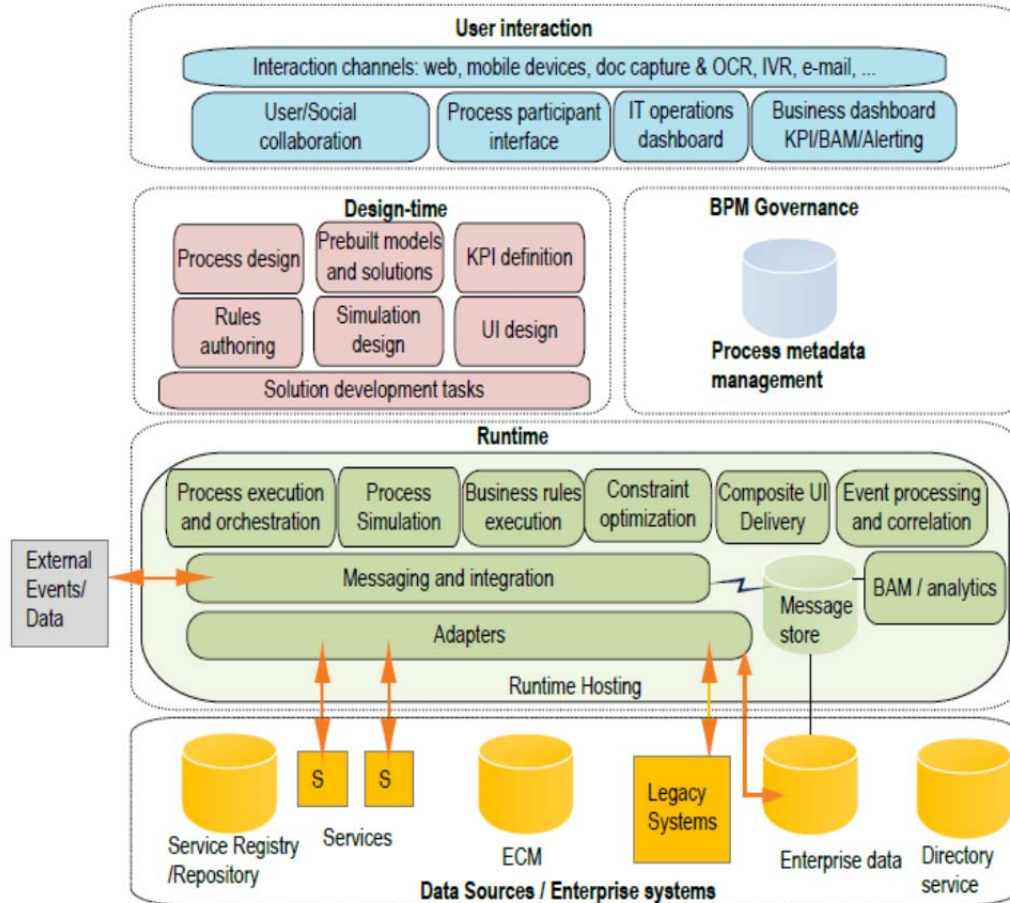 User interaction
Interaction channels: web, mobile devices, doc capture & OCR, IVR, e-mail, ...
User/Social
collaboration
Process participant
interface
IT operations
dashboard
Business dashboard
KPI/BAM/Alerting
Design-time
Process design
Prebuilt models
and solutions
KPI definition
Rules
authoring
Simulation
design
UI design
Solution development tasks
BPM Governance
Process metadata
management
Runtime
Process execution
and orchestration
Process
Simulation
Business rules
execution
Constraint
optimization
Composite UI
Delivery
Event processing
and correlation
External
Events/
Data
Messaging and integration
Message
store
BAM / analytics
Adapters
Runtime Hosting
Service Registry
/Repository
S
S
Services
ECM
Legacy
Systems
Enterprise data
Directory
service
Data Sources / Enterprise systems